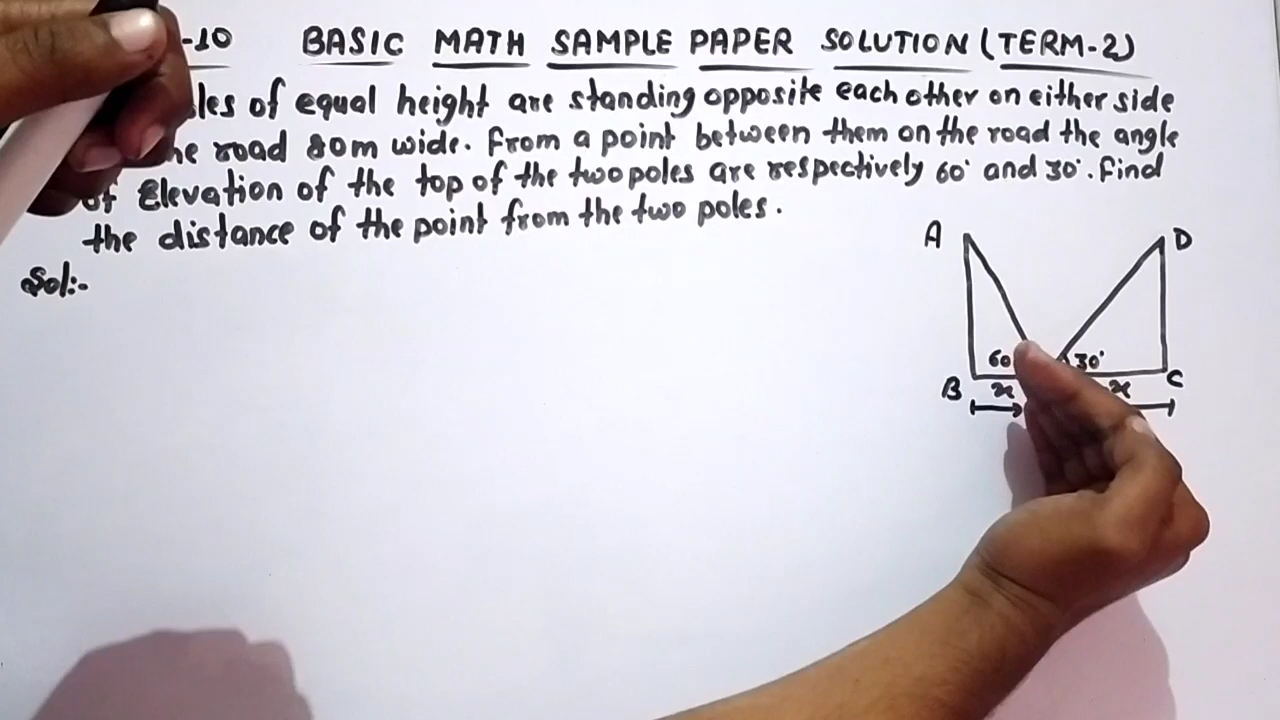 -10 BASIC MATH SAMPLE PAPER SOLUTION (TERM-2)
of equal height are standing opposite each other on either side
road 80m wide. From a point between them on the road the angle
of Elevation of the top of the two poles are respectively 60° and 30°. Find
the distance of the point from the two poles.
Sol:-
A D
60 30°
B x x C